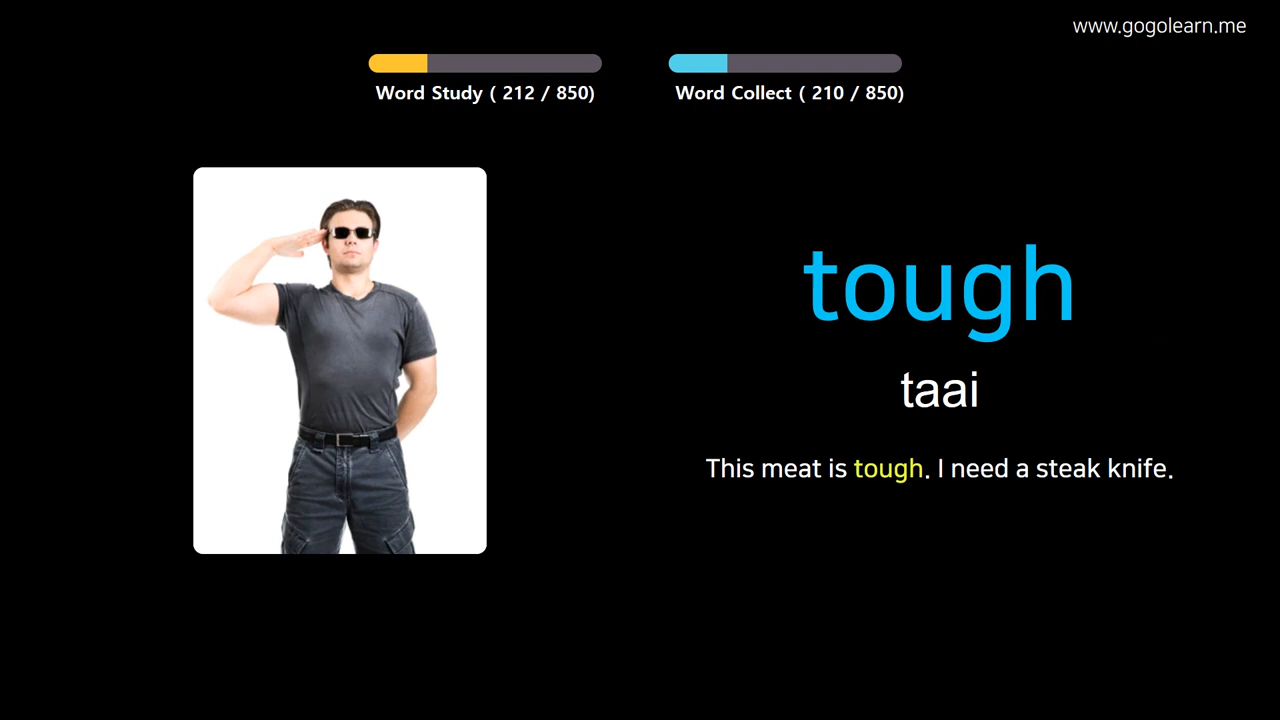 www.gogolearn.me
Word Study ( 212 / 850)
Word Collect ( 210 / 850)
tough
taai
This meat is tough. I need a steak knife.